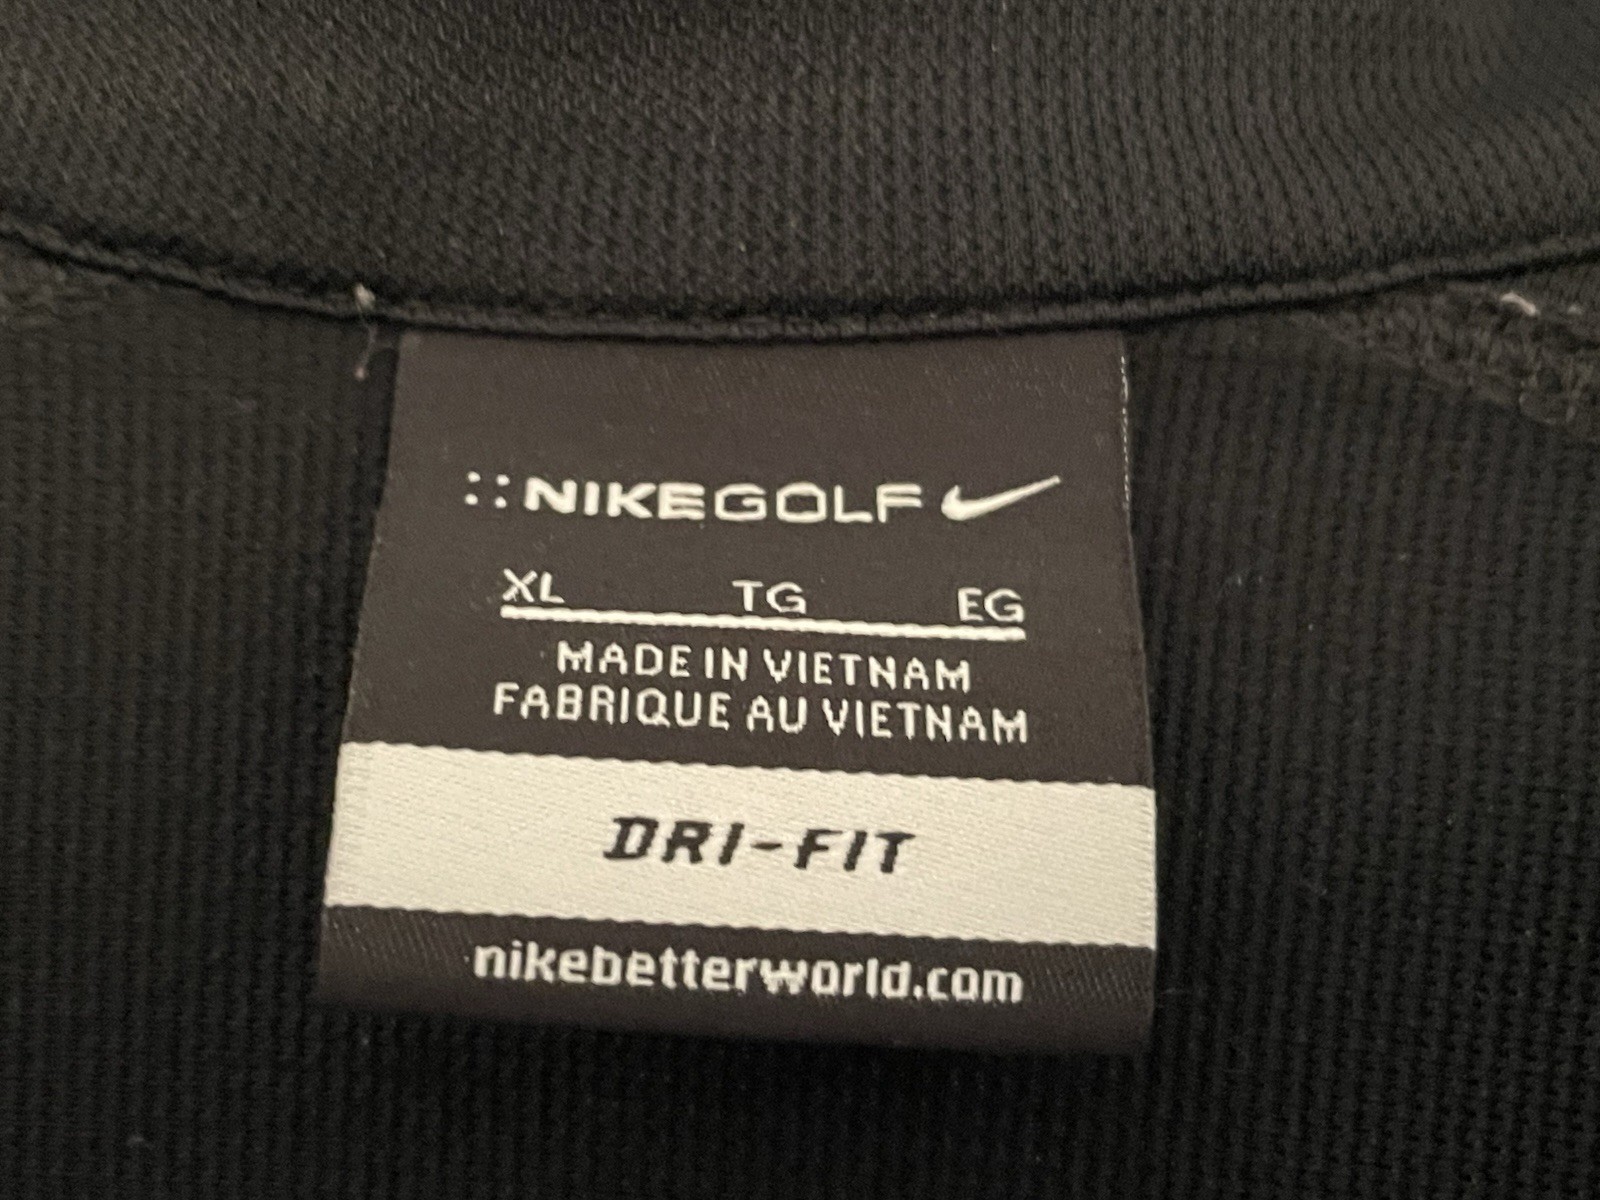 NIKEGOLF
XL TG EG
MADE IN VIETNAM
FABRIQUE AU VIETNAM
DRI-FIT
nikebetterworld.com